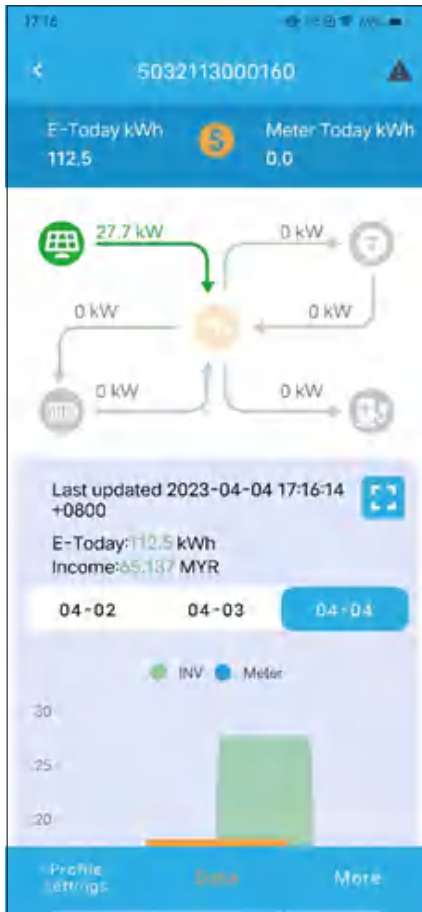 17:16
5032113000160
E-Today kWh
Meter Today kWh
112.5
0.0
27.7 kW
0 kW
0 kW
0 kW
0 kW
0 kW
Last updated 2023-04-04 17:16:14
+0800
E-Today:112.5 kWh
Income:65.137 MYR
04-02 04-03 04-04
INV Meter
30
25
20
Profile
settings
Data
More